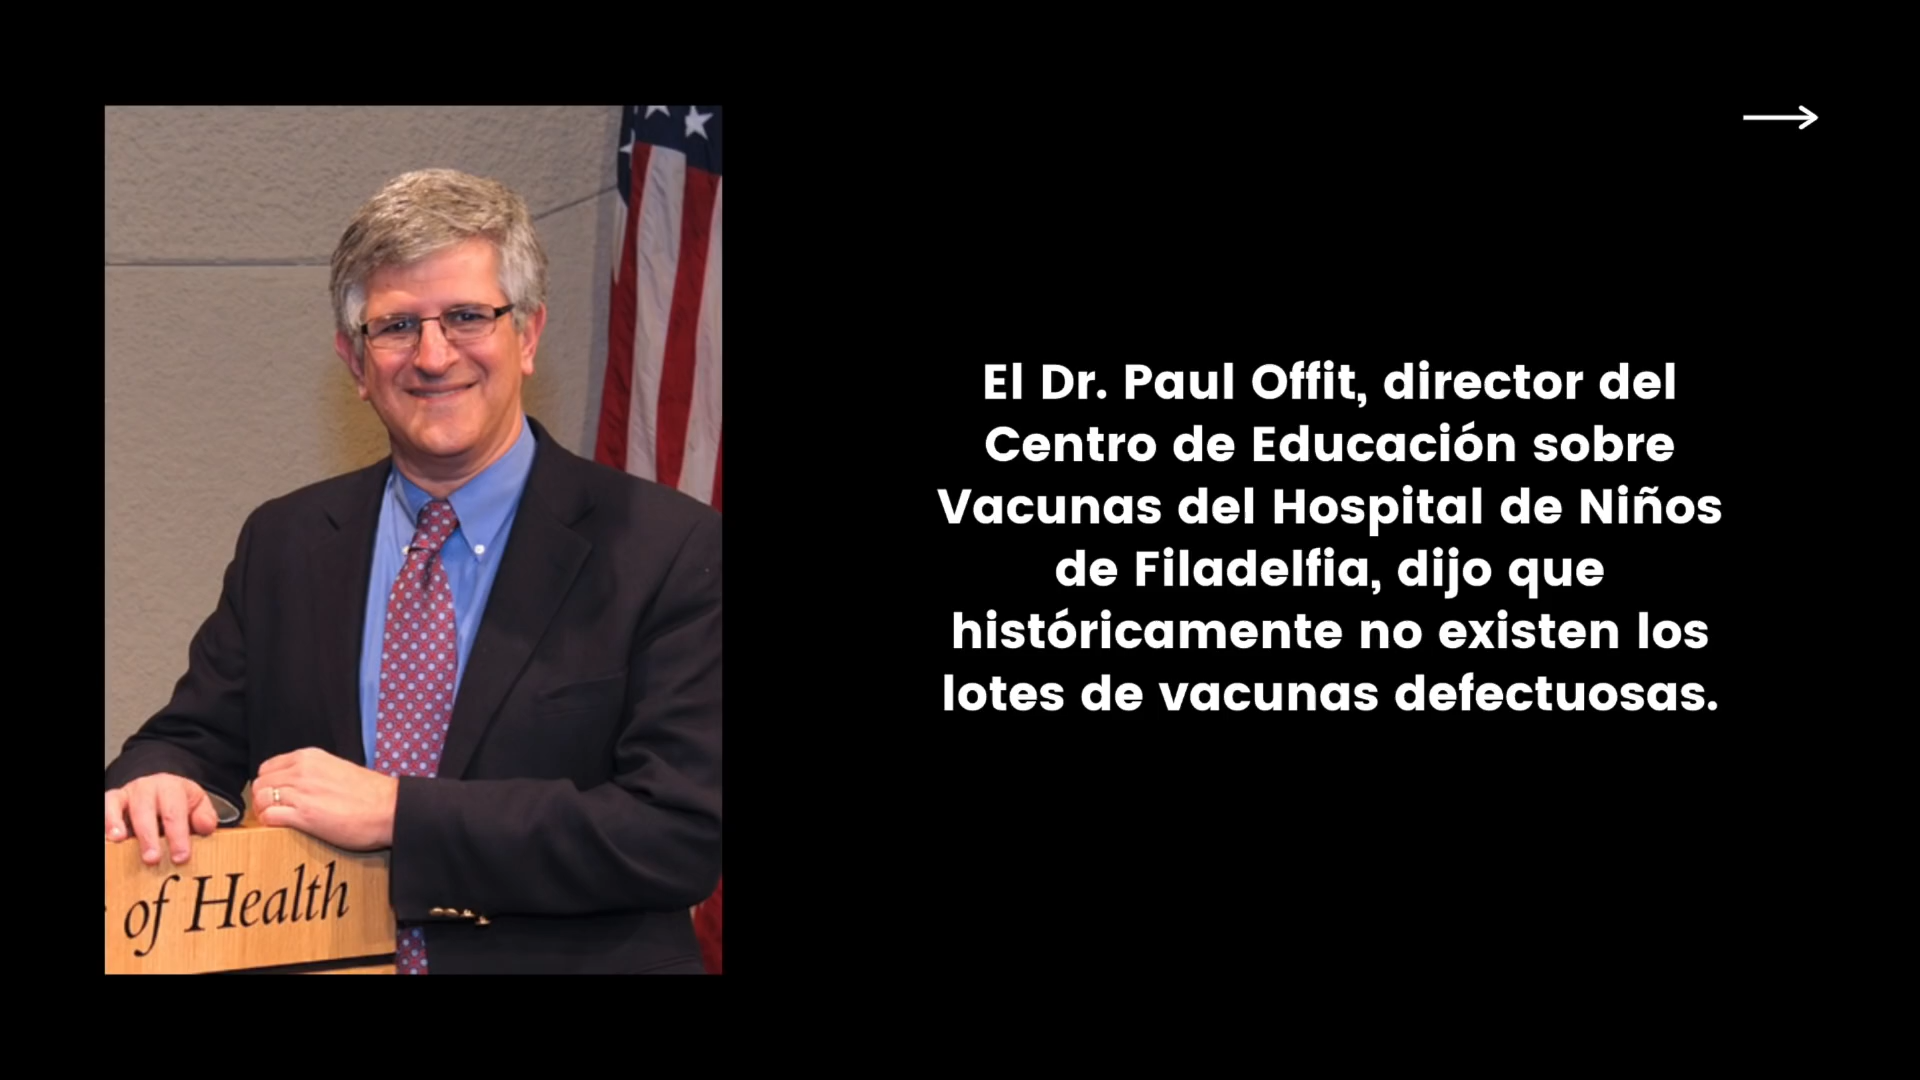 El Dr. Paul Offit, director del
Centro de Educación sobre
Vacunas del Hospital de Niños
de Filadelfia, dijo que
históricamente no existen los
lotes de vacunas defectuosas.
of Health